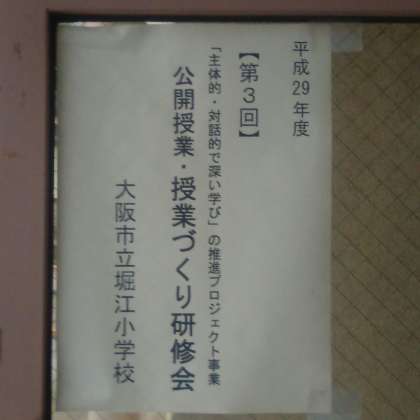 平成29年度
【第3回】
「主体的・対話的で深い学び」の推進プロジェクト事業
公開授業・授業づくり研修会
大阪市立堀江小学校